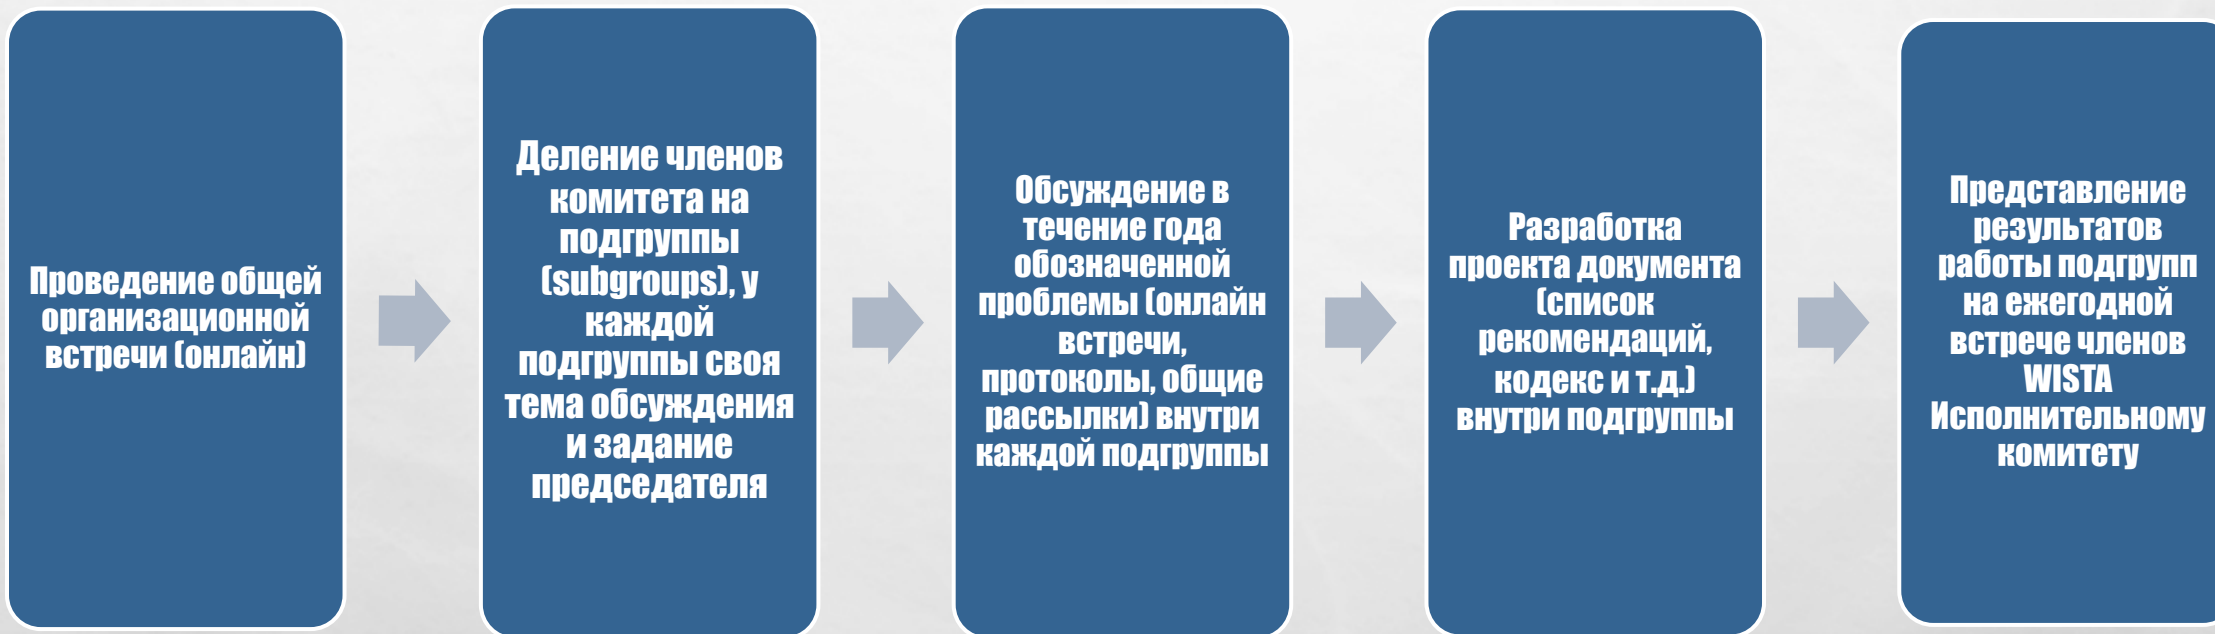 Проведение общей
организационной
встречи (онлайн)
Деление членов
комитета на
подгруппы
(subgroups), у
каждой
подгруппы своя
тема обсуждения
и задание
председателя
Обсуждение в
течение года
обозначенной
проблемы (онлайн
встречи,
протоколы, общие
рассылки) внутри
каждой подгруппы
Разработка
проекта документа
(список
рекомендаций,
кодекс и т.д.)
внутри подгруппы
Представление
результатов
работы подгрупп
на ежегодной
встрече членов
WISTA
Исполнительному
комитету